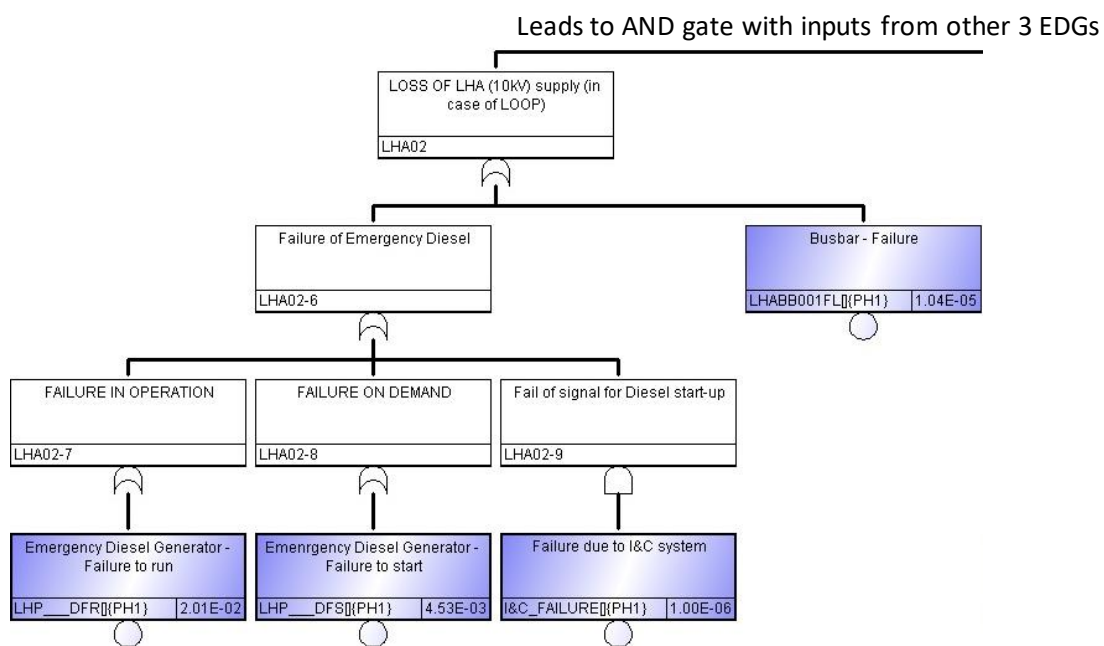 Leads to AND gate with inputs from other 3 EDGs
LOSS OF LHA (10kV) supply (in
case of LOOP)
LHA02
Failure of Emergency Diesel
LHA02-6
Busbar - Failure
LHABB001FL[]{PH1} 1.04E-05
FAILURE IN OPERATION
LHA02-7
FAILURE ON DEMAND
LHA02-8
Fail of signal for Diesel start-up
LHA02-9
Emergency Diesel Generator -
Failure to run
LHP___DFR[]{PH1} 2.01E-02
Emenrgency Diesel Generator -
Failure to start
LHP___DFS[]{PH1} 4.53E-03
Failure due to I&C system
I&C_FAILURE[]{PH1} 1.00E-06